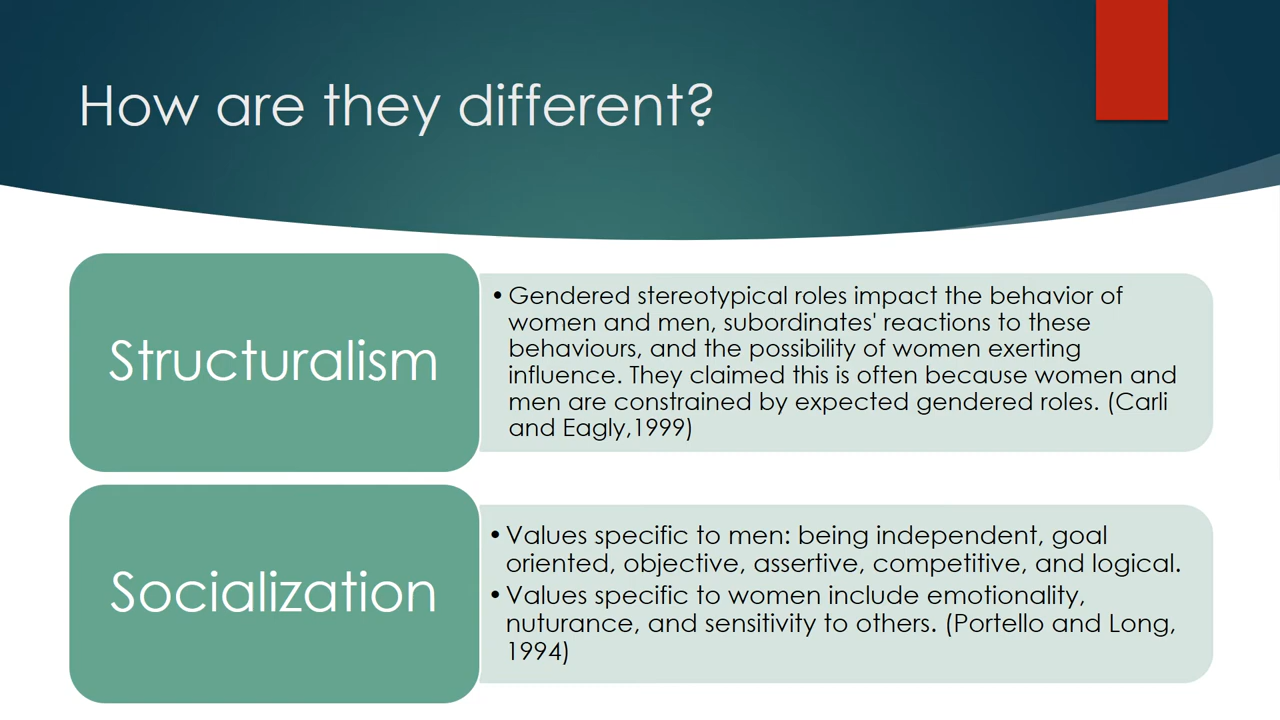 How are they different?
Structuralism
• Gendered stereotypical roles impact the behavior of
women and men, subordinates' reactions to these
behaviours, and the possibility of women exerting
influence. They claimed this is often because women and
men are constrained by expected gendered roles. (Carli
and Eagly,1999)
Socialization
• Values specific to men: being independent, goal
oriented, objective, assertive, competitive, and logical.
• Values specific to women include emotionality,
nuturance, and sensitivity to others. (Portello and Long,
1994)